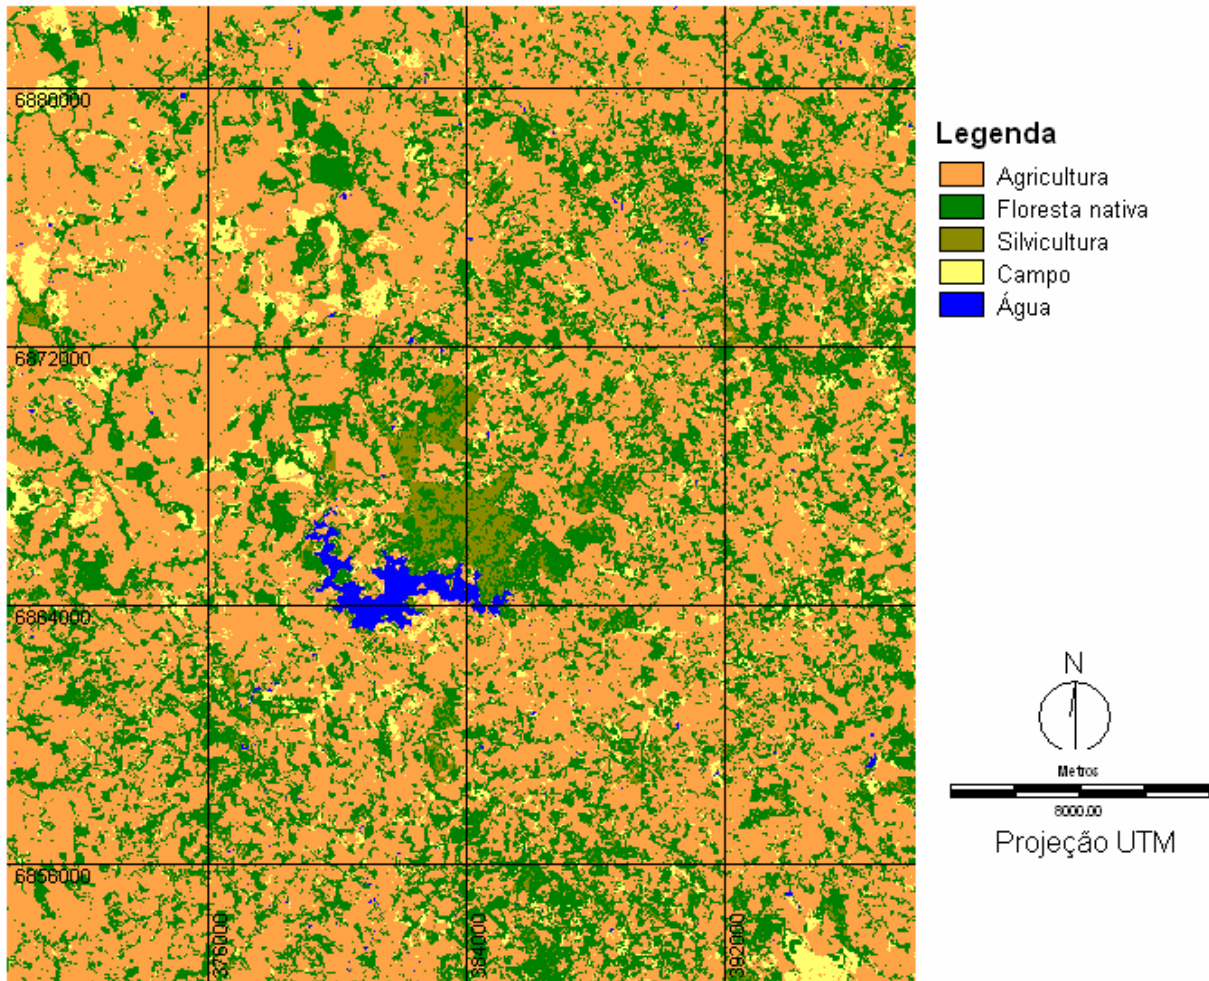 6880000
Legenda
Agricultura
Floresta nativa
Silvicultura
Campo
Água
6872000
6864000
N
Metros
8000.00
Projeção UTM
6856000
376000
384000
392000